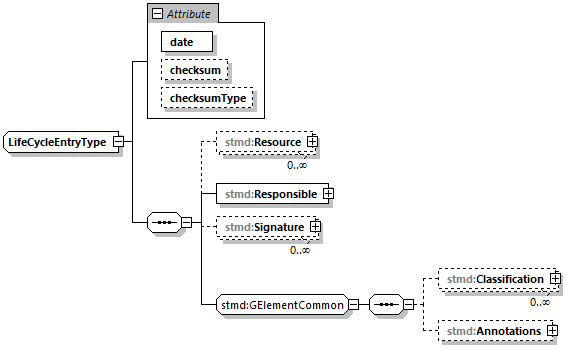 Attribute
date
checksum
checksumType
LifeCycleEntryType
stmd:Resource
0..∞
stmd:Responsible
stmd:Signature
0..∞
stmd:GElementCommon
stmd:Classification
0..∞
stmd:Annotations